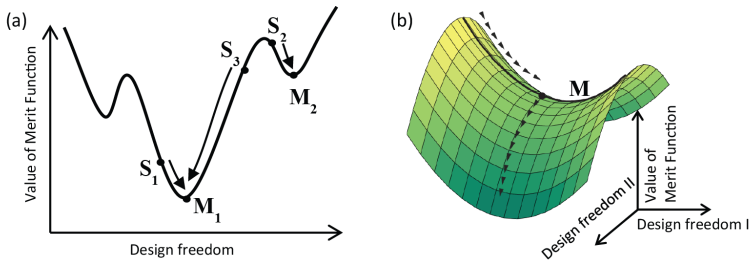 (a)
Value of Merit Function
S₁
M₁
S₃
S₂
M₂
Design freedom
(b)
M
Design freedom II
Value of
Merit Function
Design freedom I